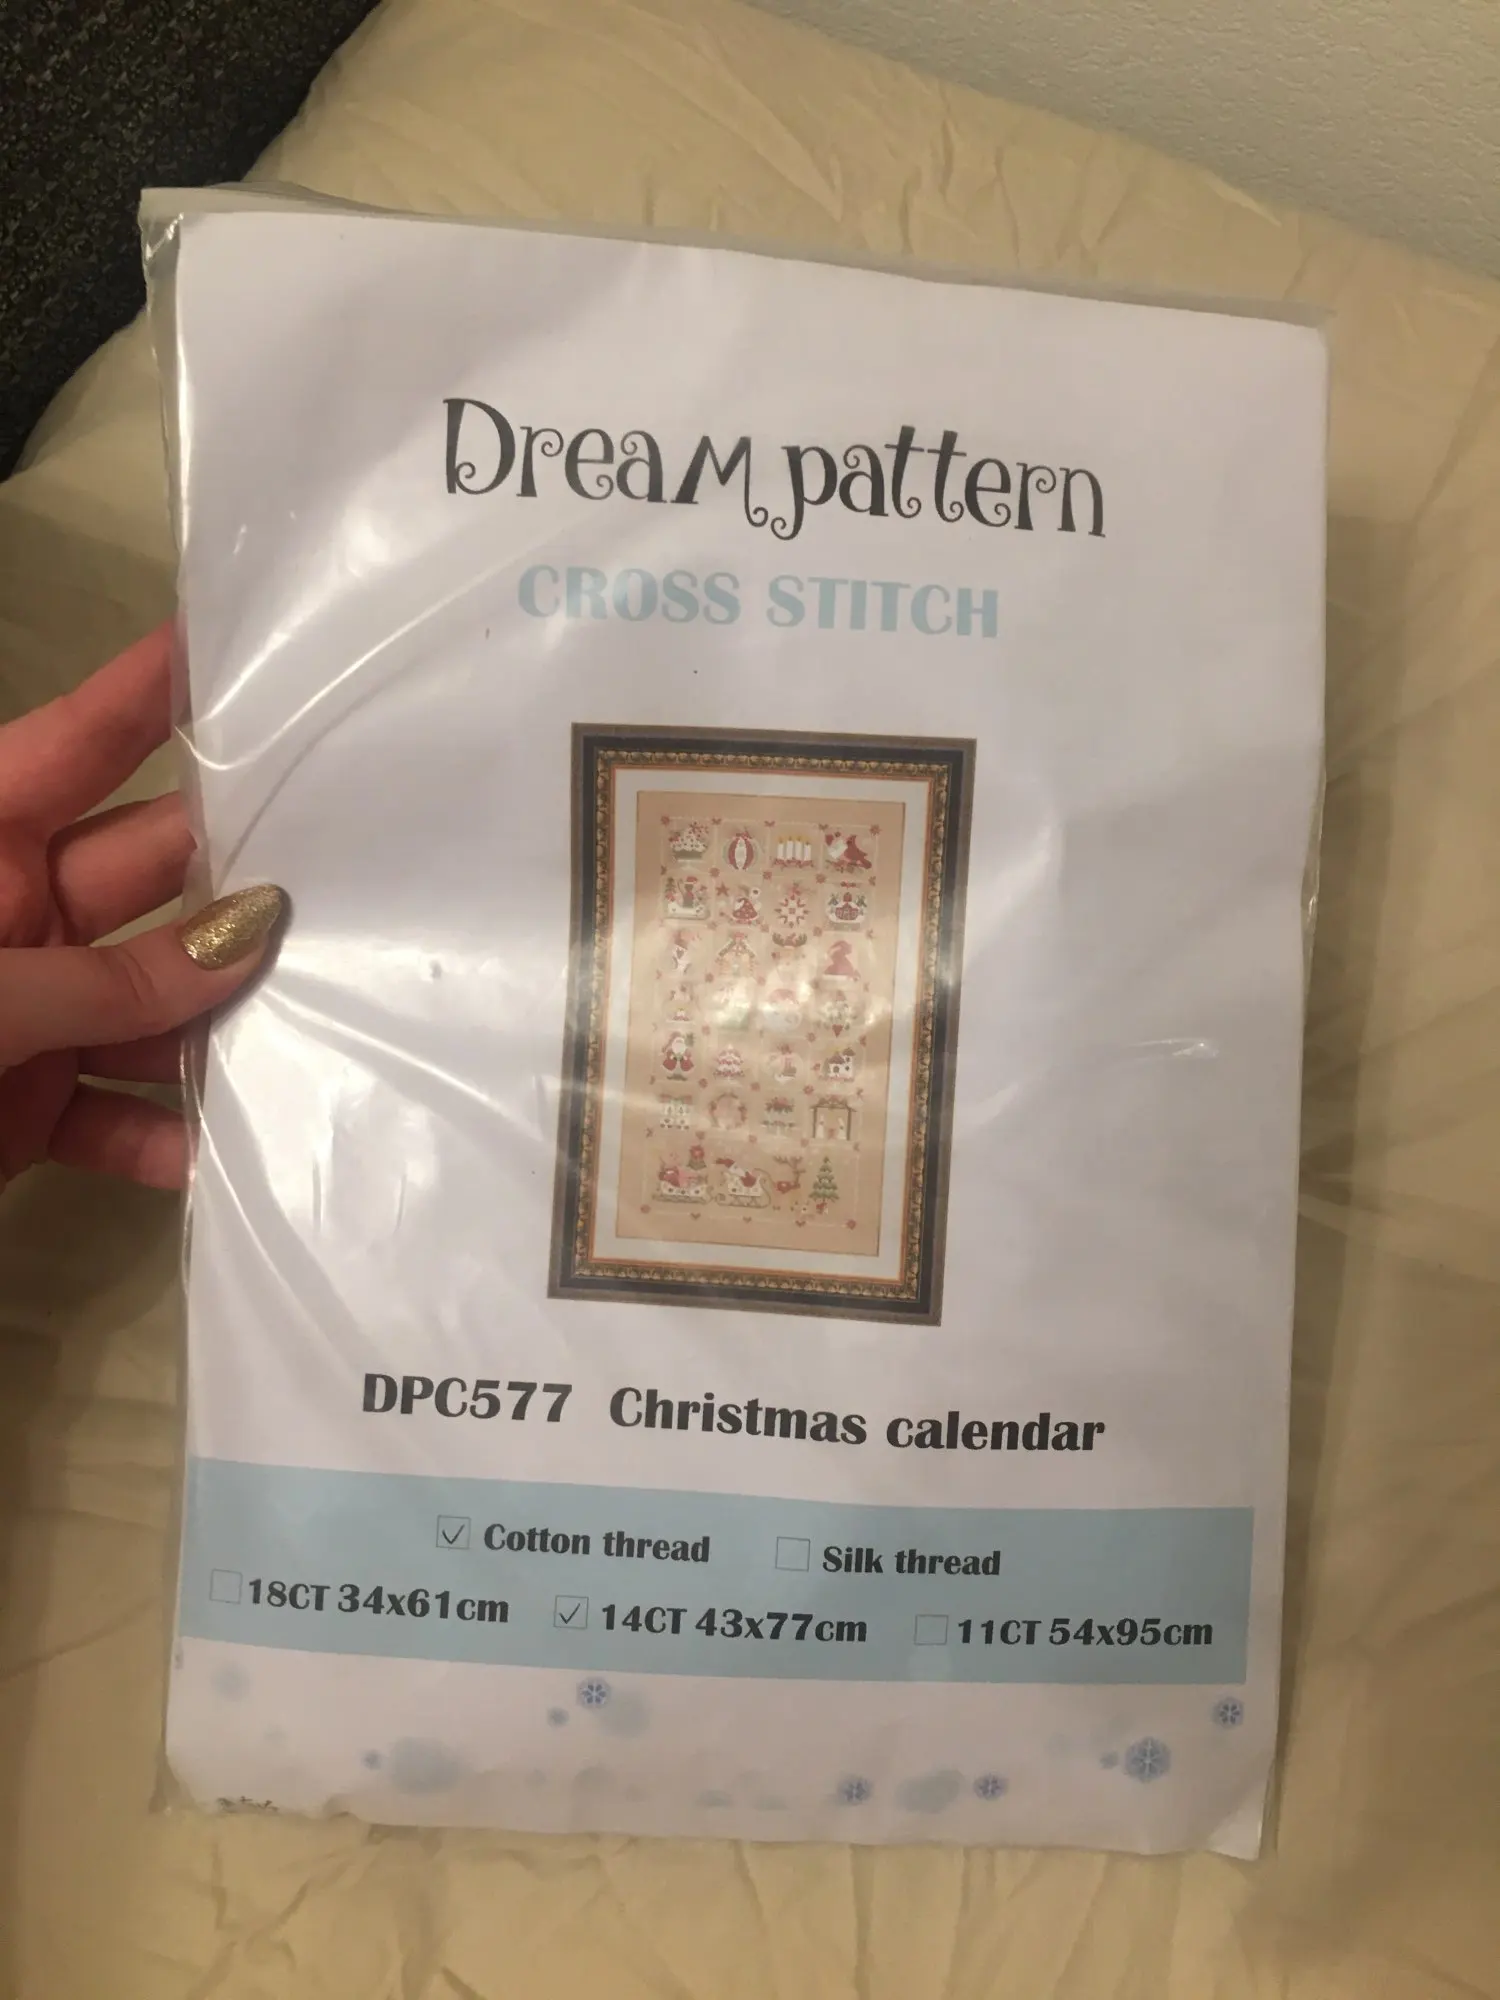 Dream pattern
CROSS STITCH
DPC577 Christmas calendar
Cotton thread Silk thread
18CT 34x61cm 14CT 43x77cm 11CT 54x95cm